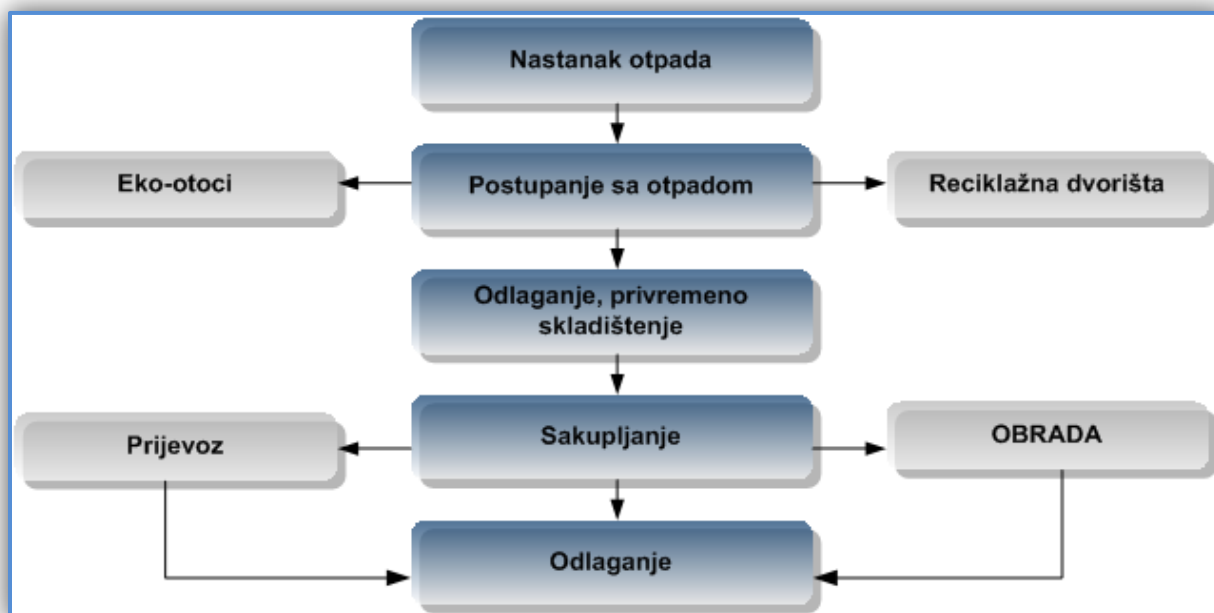 Nastanak otpada
Eko-otoci
Postupanje sa otpadom
Reciklažna dvorišta
Odlaganje, privremeno
skladištenje
Prijevoz
Sakupljanje
OBRADA
Odlaganje